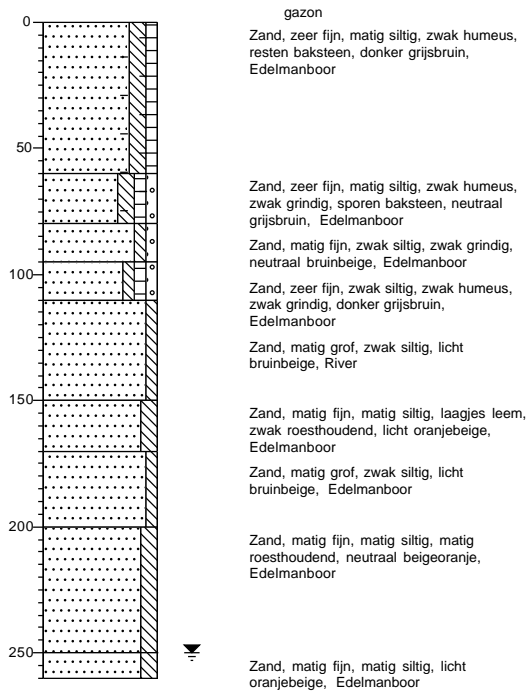 gazon
0
Zand, zeer fijn, matig siltig, zwak humeus,
resten baksteen, donker grijsbruin,
Edelmanboor
50
Zand, zeer fijn, matig siltig, zwak humeus,
zwak grindig, sporen baksteen, neutraal
grijsbruin, Edelmanboor
Zand, matig fijn, zwak siltig, zwak grindig,
neutraal bruinbeige, Edelmanboor
100
Zand, zeer fijn, zwak siltig, zwak humeus,
zwak grindig, donker grijsbruin,
Edelmanboor
Zand, matig grof, zwak siltig, licht
bruinbeige, River
150
Zand, matig fijn, matig siltig, laagjes leem,
zwak roesthoudend, licht oranjebeige,
Edelmanboor
Zand, matig grof, zwak siltig, licht
bruinbeige, Edelmanboor
200
Zand, matig fijn, matig siltig, matig
roesthoudend, neutraal beigeoranje,
Edelmanboor
250
Zand, matig fijn, matig siltig, licht
oranjebeige, Edelmanboor